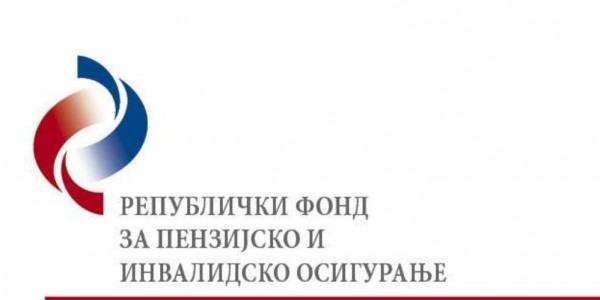 РЕПУБЛИЧКИ ФОНД
ЗА ПЕНЗИЈСКО И
ИНВАЛИДСКО ОСИГУРАЊЕ